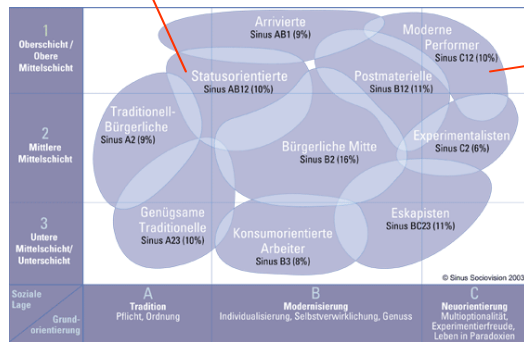 1
Oberschicht /
Obere
Mittelschicht
2
Mittlere
Mittelschicht
3
Untere
Mittelschicht/
Unterschicht
Arrivierte
Sinus AB1 (9%)
Moderne
Performer
Sinus C12 (10%)
Statusorientierte
Sinus AB12 (10%)
Postmaterielle
Sinus B12 (11%)
Traditionell-
Bürgerliche
Sinus A2 (9%)
Bürgerliche Mitte
Sinus B2 (16%)
Experimentalisten
Sinus C2 (6%)
Genügsame
Traditionelle
Sinus A23 (10%)
Konsumorientierte
Arbeiter
Sinus B3 (8%)
Eskapisten
Sinus BC23 (11%)
© Sinus Sociovision 2003
Soziale
Lage
Grund-
orientierung
A
Tradition
Pflicht, Ordnung
B
Modernisierung
Individualisierung, Selbstverwirklichung, Genuss
C
Neuorientierung
Multioptionalität,
Experimentierfreude,
Leben in Paradoxien